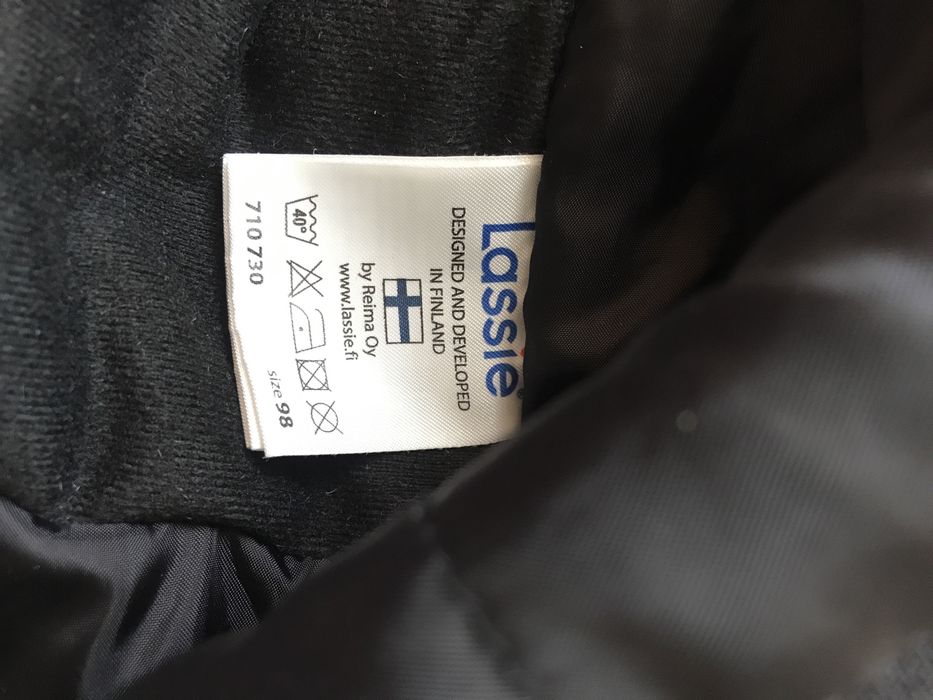 Lassie
DESIGNED AND DEVELOPED
IN FINLAND
by Reima Oy
www.lassie.fi
40°
size 98
710730